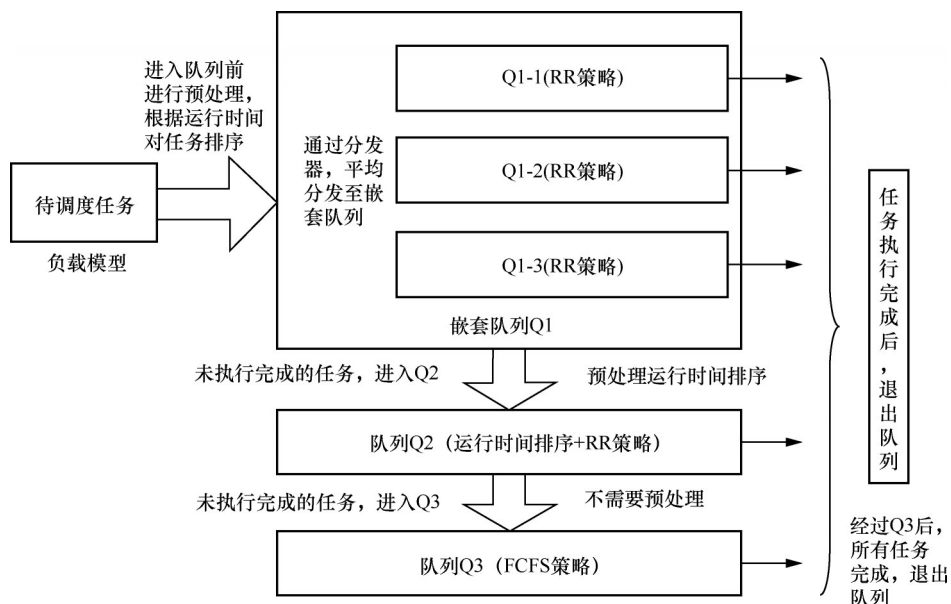 进入队列前
进行预处理，
根据运行时间
对任务排序
待调度任务
负载模型
通过分发
器，平均
分发至嵌
套队列
Q1-1(RR策略)
Q1-2(RR策略)
Q1-3(RR策略)
嵌套队列Q1
未执行完成的任务，进入Q2
预处理运行时间排序
队列Q2（运行时间排序+RR策略）
未执行完成的任务，进入Q3
不需要预处理
队列Q3（FCFS策略）
任务执行完成后，退出队列
经过Q3后，
所有任务
完成，退出
队列